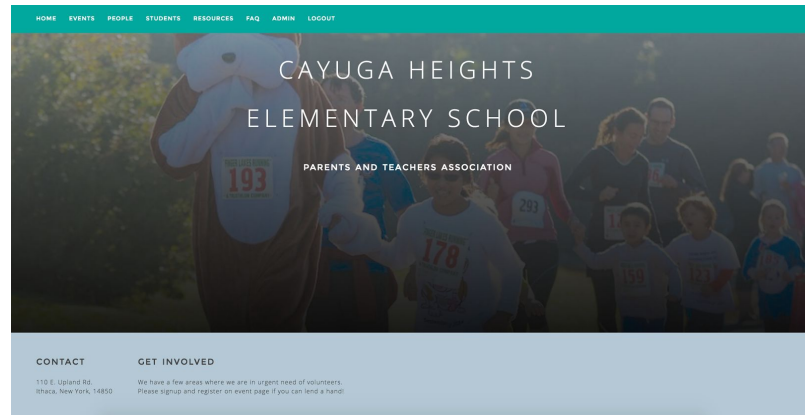 HOME EVENTS PEOPLE STUDENTS RESOURCES FAQ ADMIN LOGOUT
CAYUGA HEIGHTS
ELEMENTARY SCHOOL
PARENTS AND TEACHERS ASSOCIATION
193
293
178
159
CONTACT
110 E. Upland Rd.
Ithaca, New York, 14850
GET INVOLVED
We have a few areas where we are in urgent need of volunteers.
Please signup and register on event page if you can lend a hand!